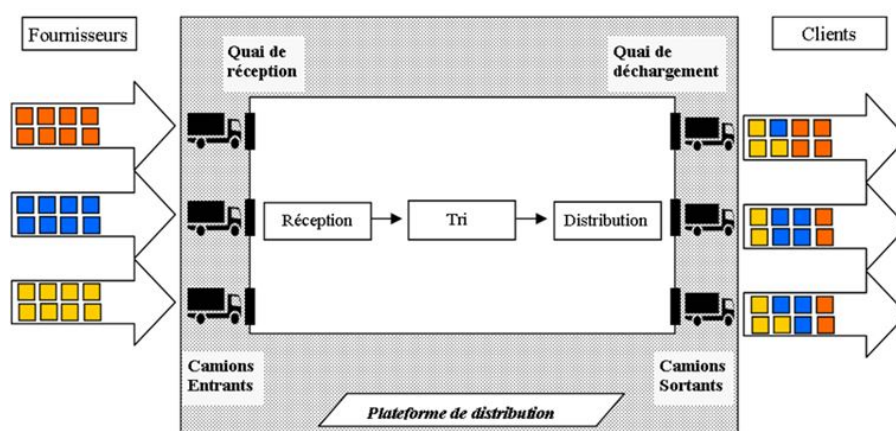 Fournisseurs
Quai de
réception
Quai de
déchargement
Clients
Réception
Tri
Distribution
Camions
Entrants
Camions
Sortants
Plateforme de distribution